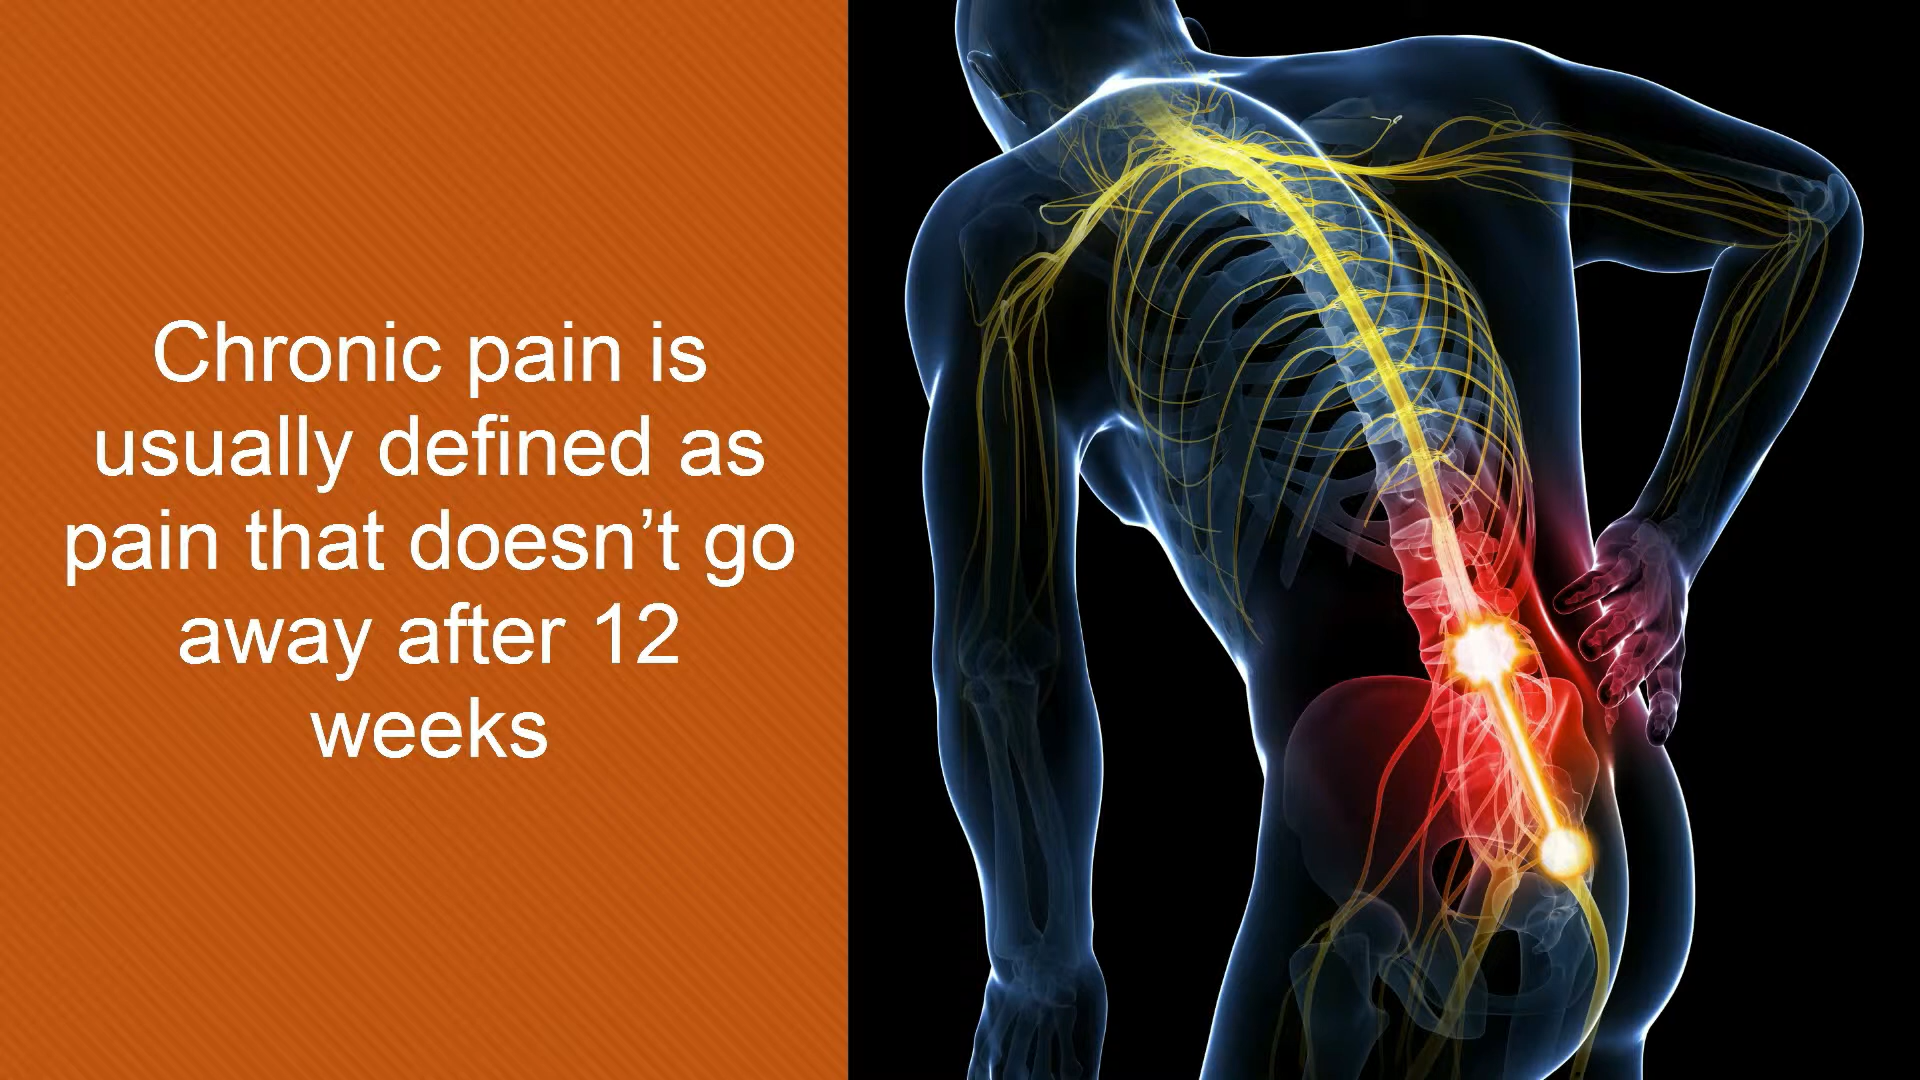 Chronic pain is
usually defined as
pain that doesn’t go
away after 12
weeks